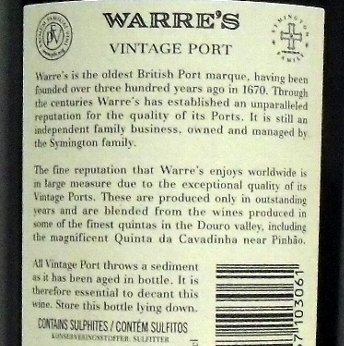 WARRE'S
VINTAGE PORT
SYMINGTON
FAMILY
Warre's is the oldest British Port marque, having been
founded over three hundred years ago in 1670. Through
the centuries Warre's has established an unparalleled
reputation for the quality of its Ports. It is still an
independent family business, owned and managed by
the Symington family.
The fine reputation that Warre's enjoys worldwide is
in large measure due to the exceptional quality of its
Vintage Ports. These are produced only in outstanding
years and are blended from the wines produced in
some of the finest quintas in the Douro valley, including
the magnificent Quinta da Cavadinha near Pinhão.
All Vintage Port throws a sediment
as it has been aged in bottle. It is
therefore essential to decant this
wine. Store this bottle lying down.
CONTAINS SULPHITES / CONTÉM SULFITOS
KONSERVERINGSSTOFFER: SULFITTER
7103061